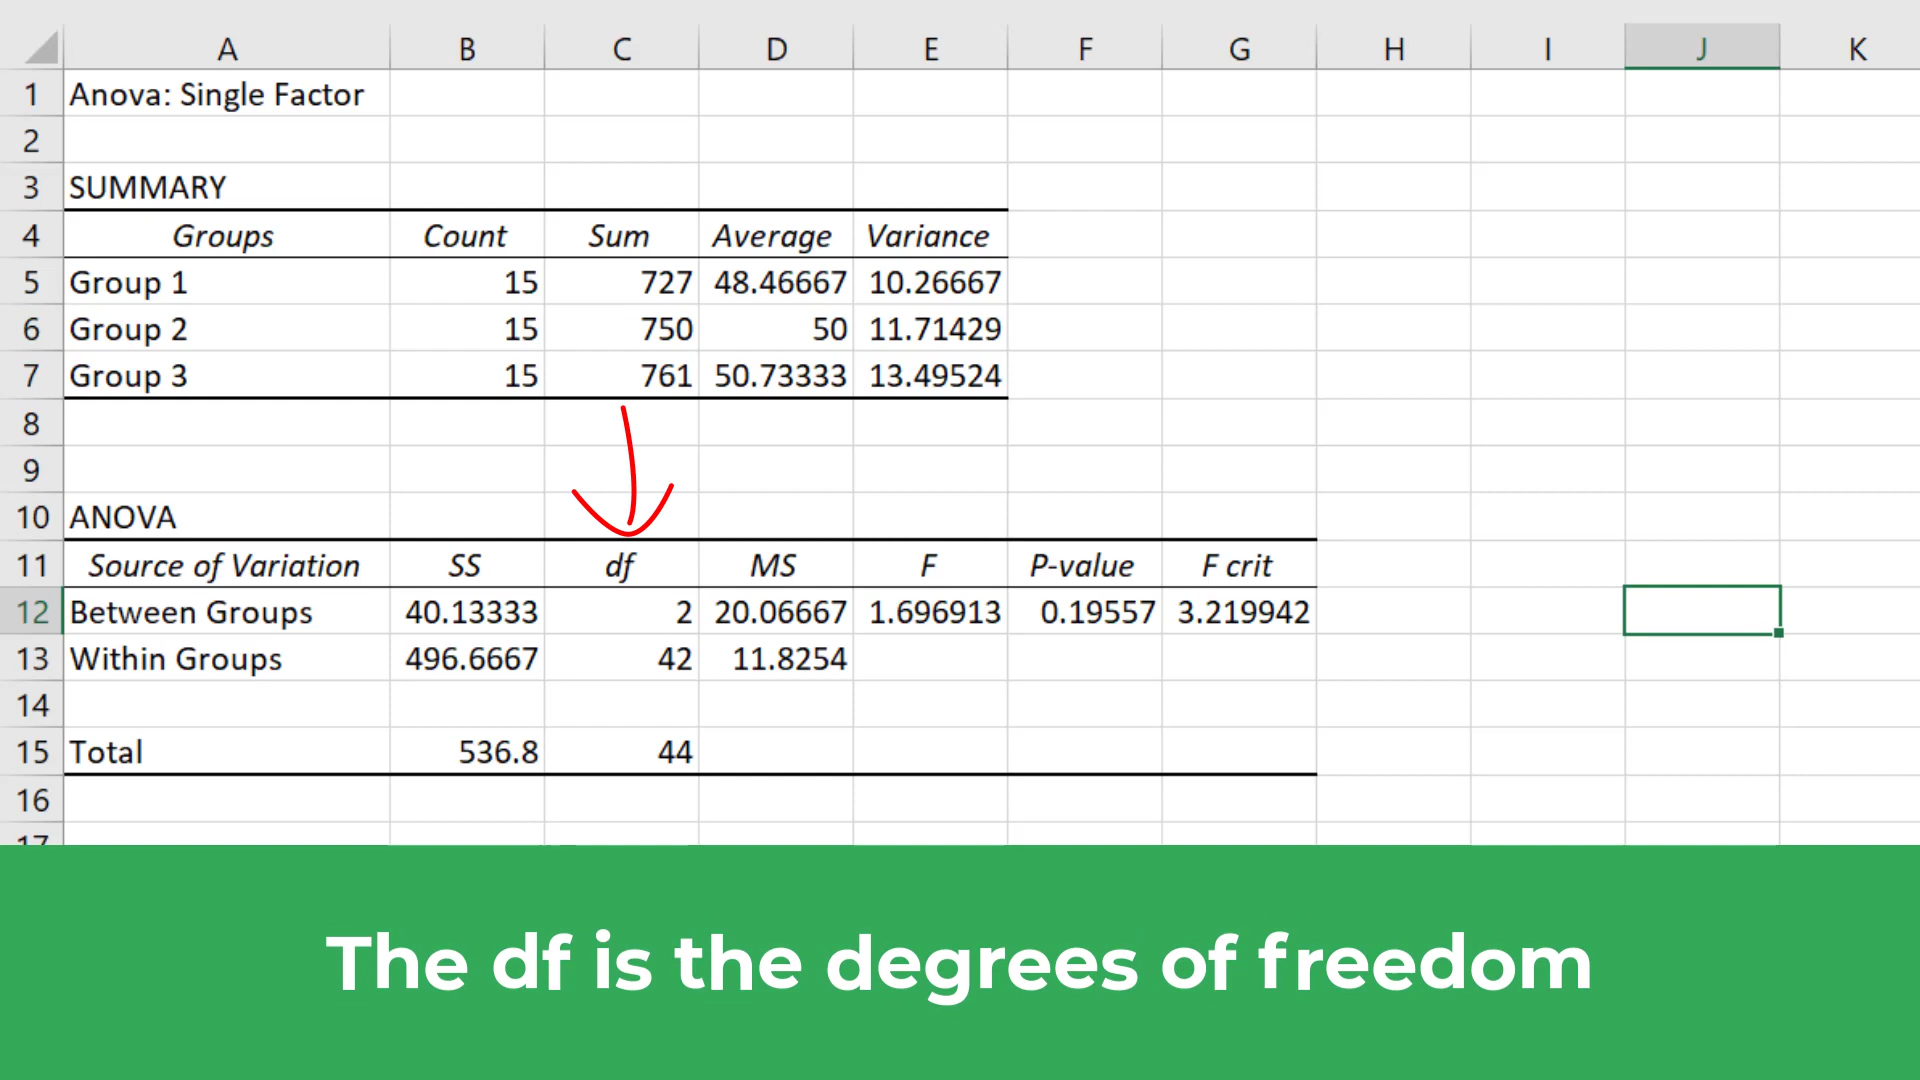 A B C D E F G H I J K
1 Anova: Single Factor
2
3 SUMMARY
4 Groups Count Sum Average Variance
5 Group 1 15 727 48.46667 10.26667
6 Group 2 15 750 50 11.71429
7 Group 3 15 761 50.73333 13.49524
8
9
10 ANOVA
11 Source of Variation SS df MS F P-value F crit
12 Between Groups 40.13333 2 20.06667 1.696913 0.19557 3.219942
13 Within Groups 496.6667 42 11.8254
14
15 Total 536.8 44
16
17
The df is the degrees of freedom